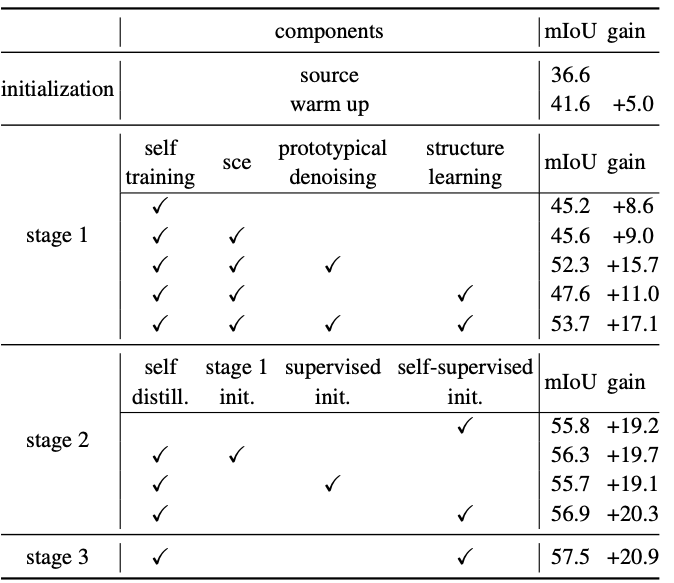 components mIoU gain
initialization source 36.6
warm up 41.6 +5.0
stage 1 self training sce prototypical denoising structure learning mIoU gain
✓ 45.2 +8.6
✓ ✓ 45.6 +9.0
✓ ✓ ✓ 52.3 +15.7
✓ ✓ ✓ 47.6 +11.0
✓ ✓ ✓ ✓ 53.7 +17.1
stage 2 self distill. stage 1 init. supervised init. self-supervised init. mIoU gain
✓ 55.8 +19.2
✓ ✓ 56.3 +19.7
✓ ✓ 55.7 +19.1
✓ ✓ 56.9 +20.3
stage 3 ✓ ✓ 57.5 +20.9